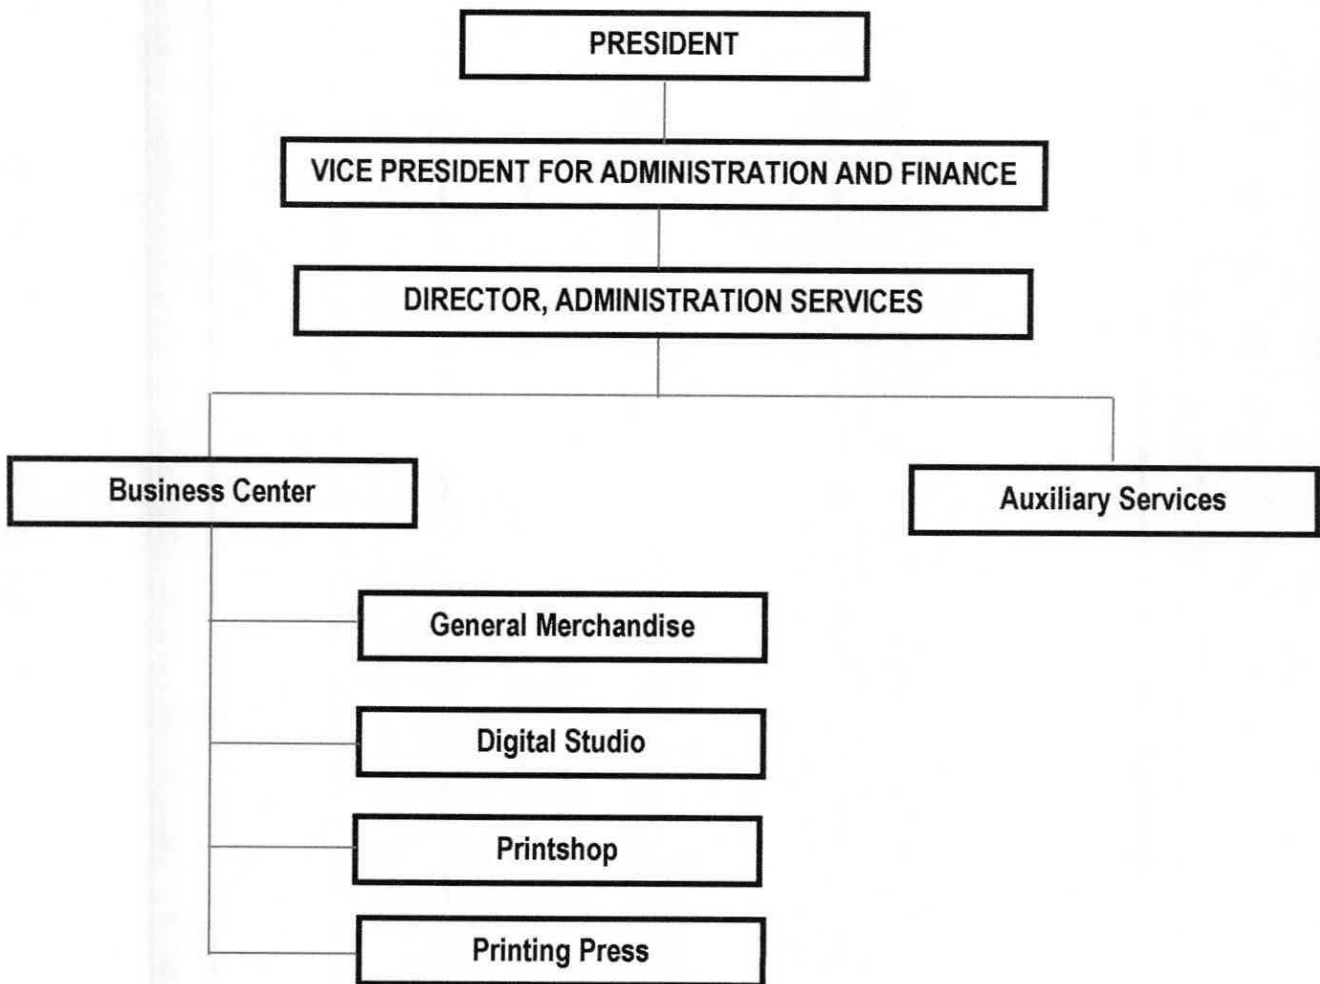 PRESIDENT
VICE PRESIDENT FOR ADMINISTRATION AND FINANCE
DIRECTOR, ADMINISTRATION SERVICES
Business Center
Auxiliary Services
General Merchandise
Digital Studio
Printshop
Printing Press